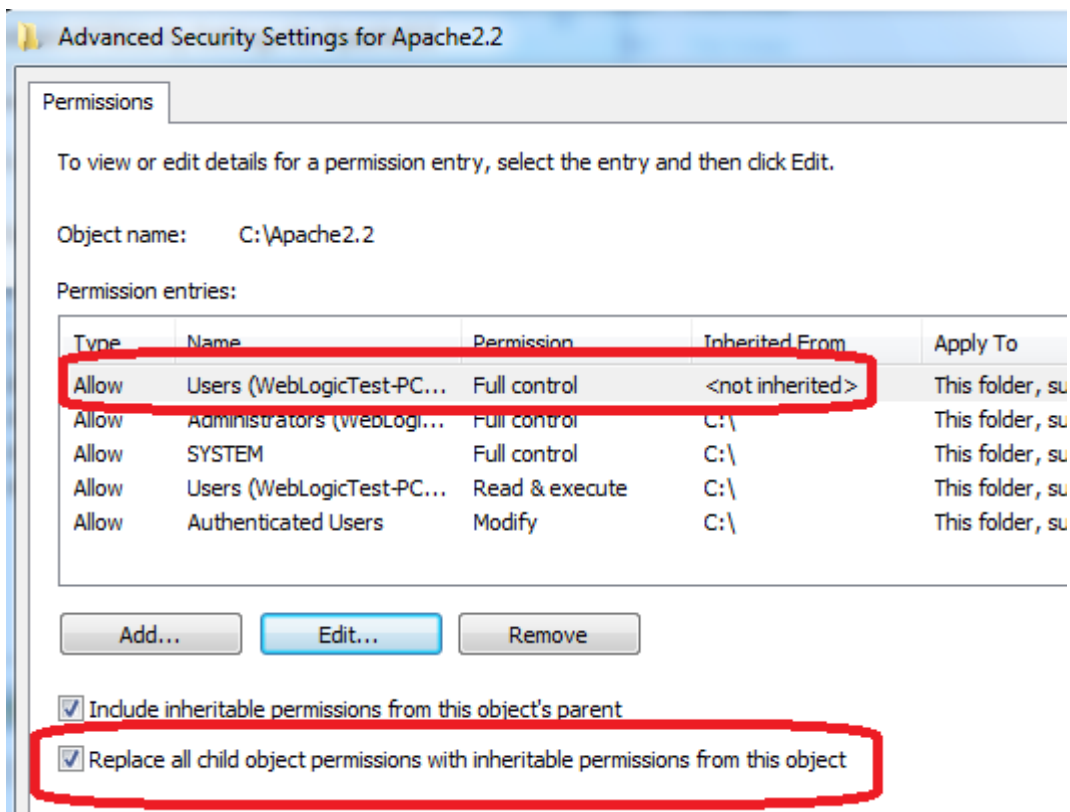 Advanced Security Settings for Apache2.2
Permissions
To view or edit details for a permission entry, select the entry and then click Edit.
Object name: C:\Apache2.2
Permission entries:
Type Name Permission Inherited From Apply To
Allow Users (WebLogicTest-PC... Full control <not inherited> This folder, su
Allow Administrators (WebLogi... Full control C:\ This folder, su
Allow SYSTEM Full control C:\ This folder, su
Allow Users (WebLogicTest-PC... Read & execute C:\ This folder, su
Allow Authenticated Users Modify C:\ This folder, su
Add... Edit... Remove
Include inheritable permissions from this object's parent
Replace all child object permissions with inheritable permissions from this object